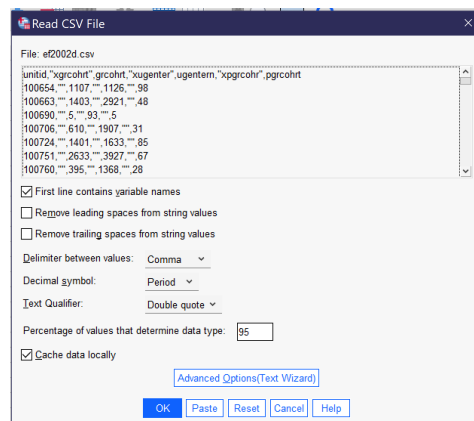 Read CSV File
File: ef2002d.csv
unitid,"xgrcohrt",grcohrt,"xugenter",ugentern,"xpgrcohr",pgrcohrt
100654,"",1107,"",1126,"",98
100663,"",1403,"",2921,"",48
100690,"",5,"",93,"",5
100706,"",610,"",1907,"",31
100724,"",1401,"",1633,"",85
100751,"",2633,"",3927,"",67
100760,"",395,"",1368,"",28
First line contains variable names
Remove leading spaces from string values
Remove trailing spaces from string values
Delimiter between values: Comma
Decimal symbol: Period
Text Qualifier: Double quote
Percentage of values that determine data type: 95
Cache data locally
Advanced Options(Text Wizard)
OK Paste Reset Cancel Help